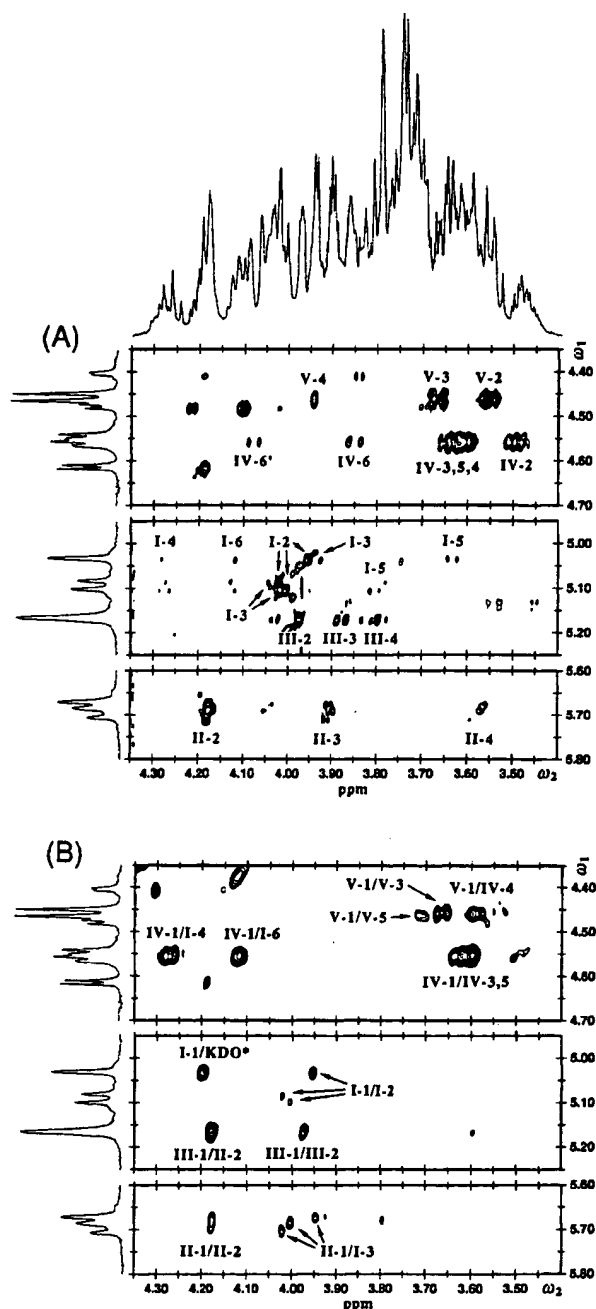 (A)
ω1
4.40
V-4
V-3
V-2
4.50
IV-6'
IV-6
IV-3,5,4
IV-2
4.60
4.70
5.00
I-4
I-6
I-2
I-3
I-5
I-5
5.10
I-3
III-2
III-3
III-4
5.20
5.60
5.70
II-2
II-3
II-4
5.80
4.30 4.20 4.10 4.00 3.90 3.80 3.70 3.60 3.50 ω2
ppm
(B)
ω1
V-1/V-3
V-1/IV-4
4.40
V-1/V-5
IV-1/I-4
IV-1/I-6
4.50
4.60
IV-1/IV-3,5
4.70
I-1/KDO*
5.00
I-1/I-2
5.10
III-1/II-2
III-1/III-2
5.20
5.60
5.70
II-1/II-2
II-1/I-3
5.80
4.30 4.20 4.10 4.00 3.90 3.80 3.70 3.60 3.50 ω2
ppm